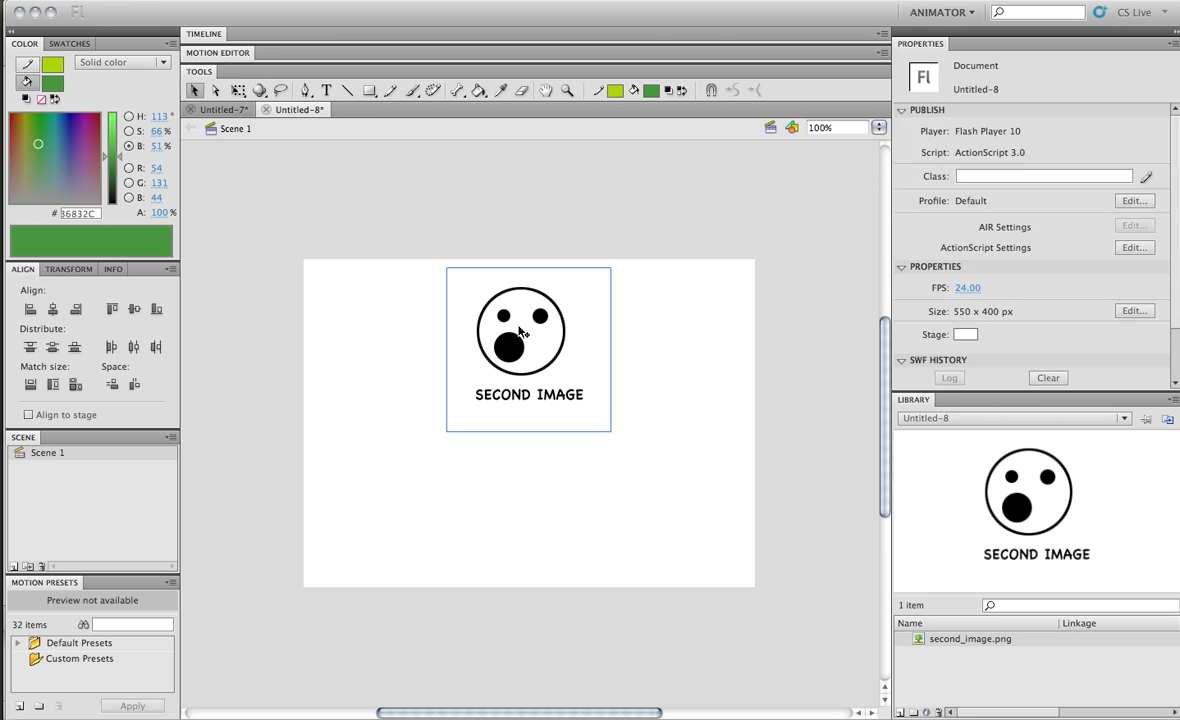 Fl
ANIMATOR
CS Live
COLOR SWATCHES
Solid color
H: 113 °
S: 66 %
B: 51 %
R: 54
G: 131
B: 44
# 36832C
A: 100 %
ALIGN TRANSFORM INFO
Align:
Distribute:
Match size:
Space:
Align to stage
SCENE
Scene 1
MOTION PRESETS
Preview not available
32 items
Default Presets
Custom Presets
Apply
TIMELINE
MOTION EDITOR
TOOLS
T
Untitled-7*
Untitled-8*
Scene 1
100%
SECOND IMAGE
PROPERTIES
Fl
Document
Untitled-8
PUBLISH
Player: Flash Player 10
Script: ActionScript 3.0
Class:
Profile: Default
Edit...
AIR Settings
Edit...
ActionScript Settings
Edit...
PROPERTIES
FPS: 24.00
Size: 550 x 400 px
Edit...
Stage:
SWF HISTORY
Log
Clear
LIBRARY
Untitled-8
SECOND IMAGE
1 item
Name
Linkage
second_image.png